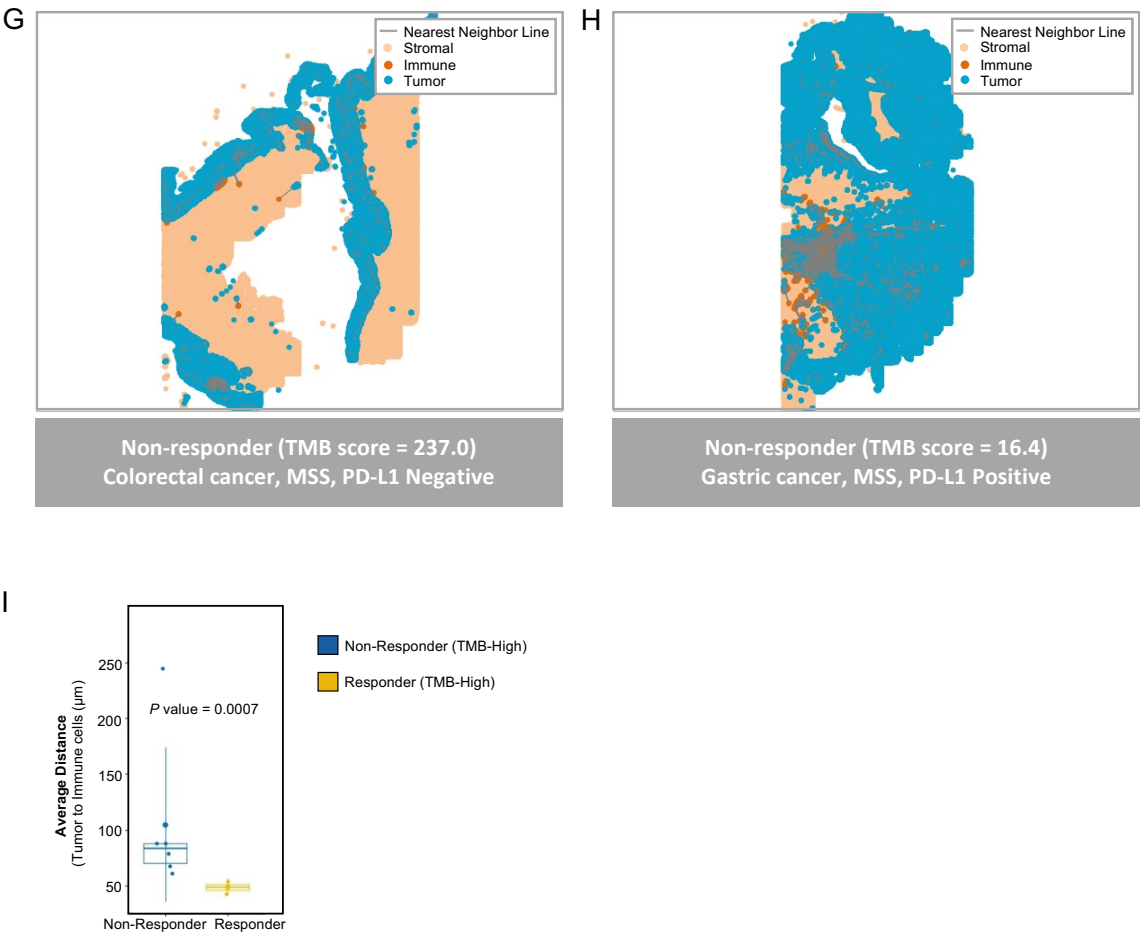 G
Nearest Neighbor Line
Stromal
Immune
Tumor
Non-responder (TMB score = 237.0)
Colorectal cancer, MSS, PD-L1 Negative
H
Nearest Neighbor Line
Stromal
Immune
Tumor
Non-responder (TMB score = 16.4)
Gastric cancer, MSS, PD-L1 Positive
I
Average Distance
(Tumor to Immune cells (μm)
250
200
150
100
50
P value = 0.0007
Non-Responder Responder
Non-Responder (TMB-High)
Responder (TMB-High)